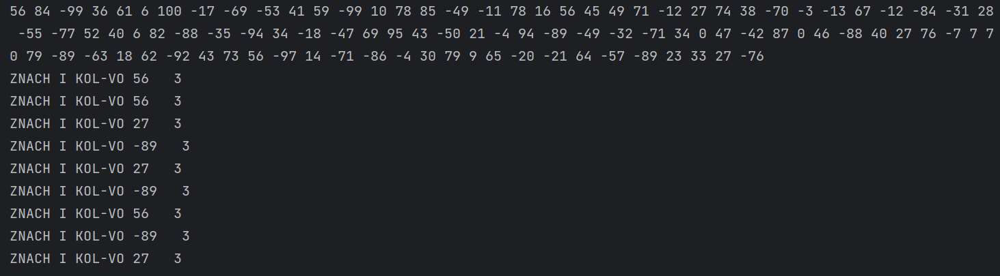 56 84 -99 36 61 6 100 -17 -69 -53 41 59 -99 10 78 85 -49 -11 78 16 56 45 49 71 -12 27 74 38 -70 -3 -13 67 -12 -84 -31 28
-55 -77 52 40 6 82 -88 -35 -94 34 -18 -47 69 95 43 -50 21 -4 94 -89 -49 -32 -71 34 0 47 -42 87 0 46 -88 40 27 76 -7 7 7
0 79 -89 -63 18 62 -92 43 73 56 -97 14 -71 -86 -4 30 79 9 65 -20 -21 64 -57 -89 23 33 27 -76
ZNACH I KOL-VO 56   3
ZNACH I KOL-VO 56   3
ZNACH I KOL-VO 27   3
ZNACH I KOL-VO -89   3
ZNACH I KOL-VO 27   3
ZNACH I KOL-VO -89   3
ZNACH I KOL-VO 56   3
ZNACH I KOL-VO -89   3
ZNACH I KOL-VO 27   3